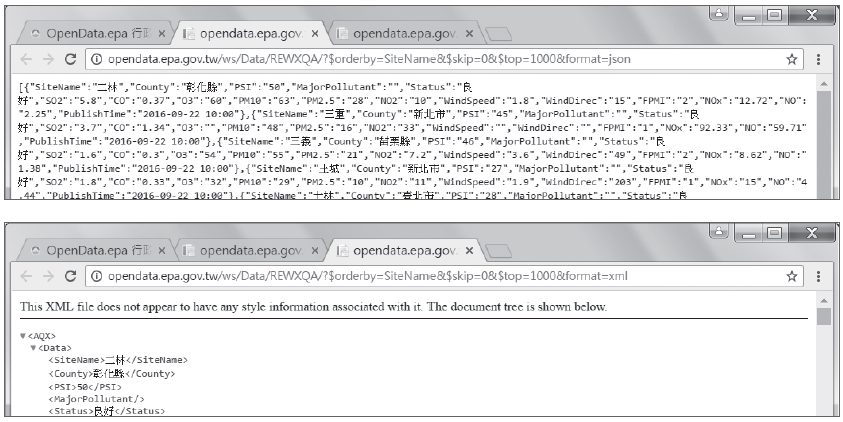 OpenData.epa 行政 × opendata.epa.gov. × opendata.epa.gov. ×
opendata.epa.gov.tw/ws/Data/REWXQA/?$orderby=SiteName&$skip=0&$top=1000&format=json
[{"SiteName":"二林","County":"彰化縣","PSI":"50","MajorPollutant":"","Status":"良
好","SO2":"5.8","CO":"0.37","O3":"60","PM10":"63","PM2.5":"28","NO2":"10","WindSpeed":"1.8","WindDirec":"15","FPMI":"2","NOx":"12.72","NO":
"2.25","PublishTime":"2016-09-22 10:00"},{"SiteName":"三重","County":"新北市","PSI":"45","MajorPollutant":"","Status":"良
好","SO2":"3.7","CO":"1.34","O3":"","PM10":"48","PM2.5":"16","NO2":"33","WindSpeed":"","WindDirec":"","FPMI":"1","NOx":"92.33","NO":"59.71"
,"PublishTime":"2016-09-22 10:00"},{"SiteName":"三義","County":"苗栗縣","PSI":"46","MajorPollutant":"","Status":"良
好","SO2":"1.6","CO":"0.3","O3":"54","PM10":"55","PM2.5":"21","NO2":"7.2","WindSpeed":"3.6","WindDirec":"49","FPMI":"2","NOx":"8.62","NO":"
1.38","PublishTime":"2016-09-22 10:00"},{"SiteName":"土城","County":"新北市","PSI":"27","MajorPollutant":"","Status":"良
好","SO2":"1.8","CO":"0.33","O3":"32","PM10":"29","PM2.5":"10","NO2":"11","WindSpeed":"1.9","WindDirec":"203","FPMI":"1","NOx":"15","NO":"4
.44","PublishTime":"2016-09-22 10:00"},{"SiteName":"士林","County":"臺北市","PSI":"28","MajorPollutant":"","Status":"良
OpenData.epa 行政 × opendata.epa.gov. × opendata.epa.gov. ×
opendata.epa.gov.tw/ws/Data/REWXQA/?$orderby=SiteName&$skip=0&$top=1000&format=xml
This XML file does not appear to have any style information associated with it. The document tree is shown below.
▼<AQX>
▼<Data>
<SiteName>二林</SiteName>
<County>彰化縣</County>
<PSI>50</PSI>
<MajorPollutant/>
<Status>良好</Status>